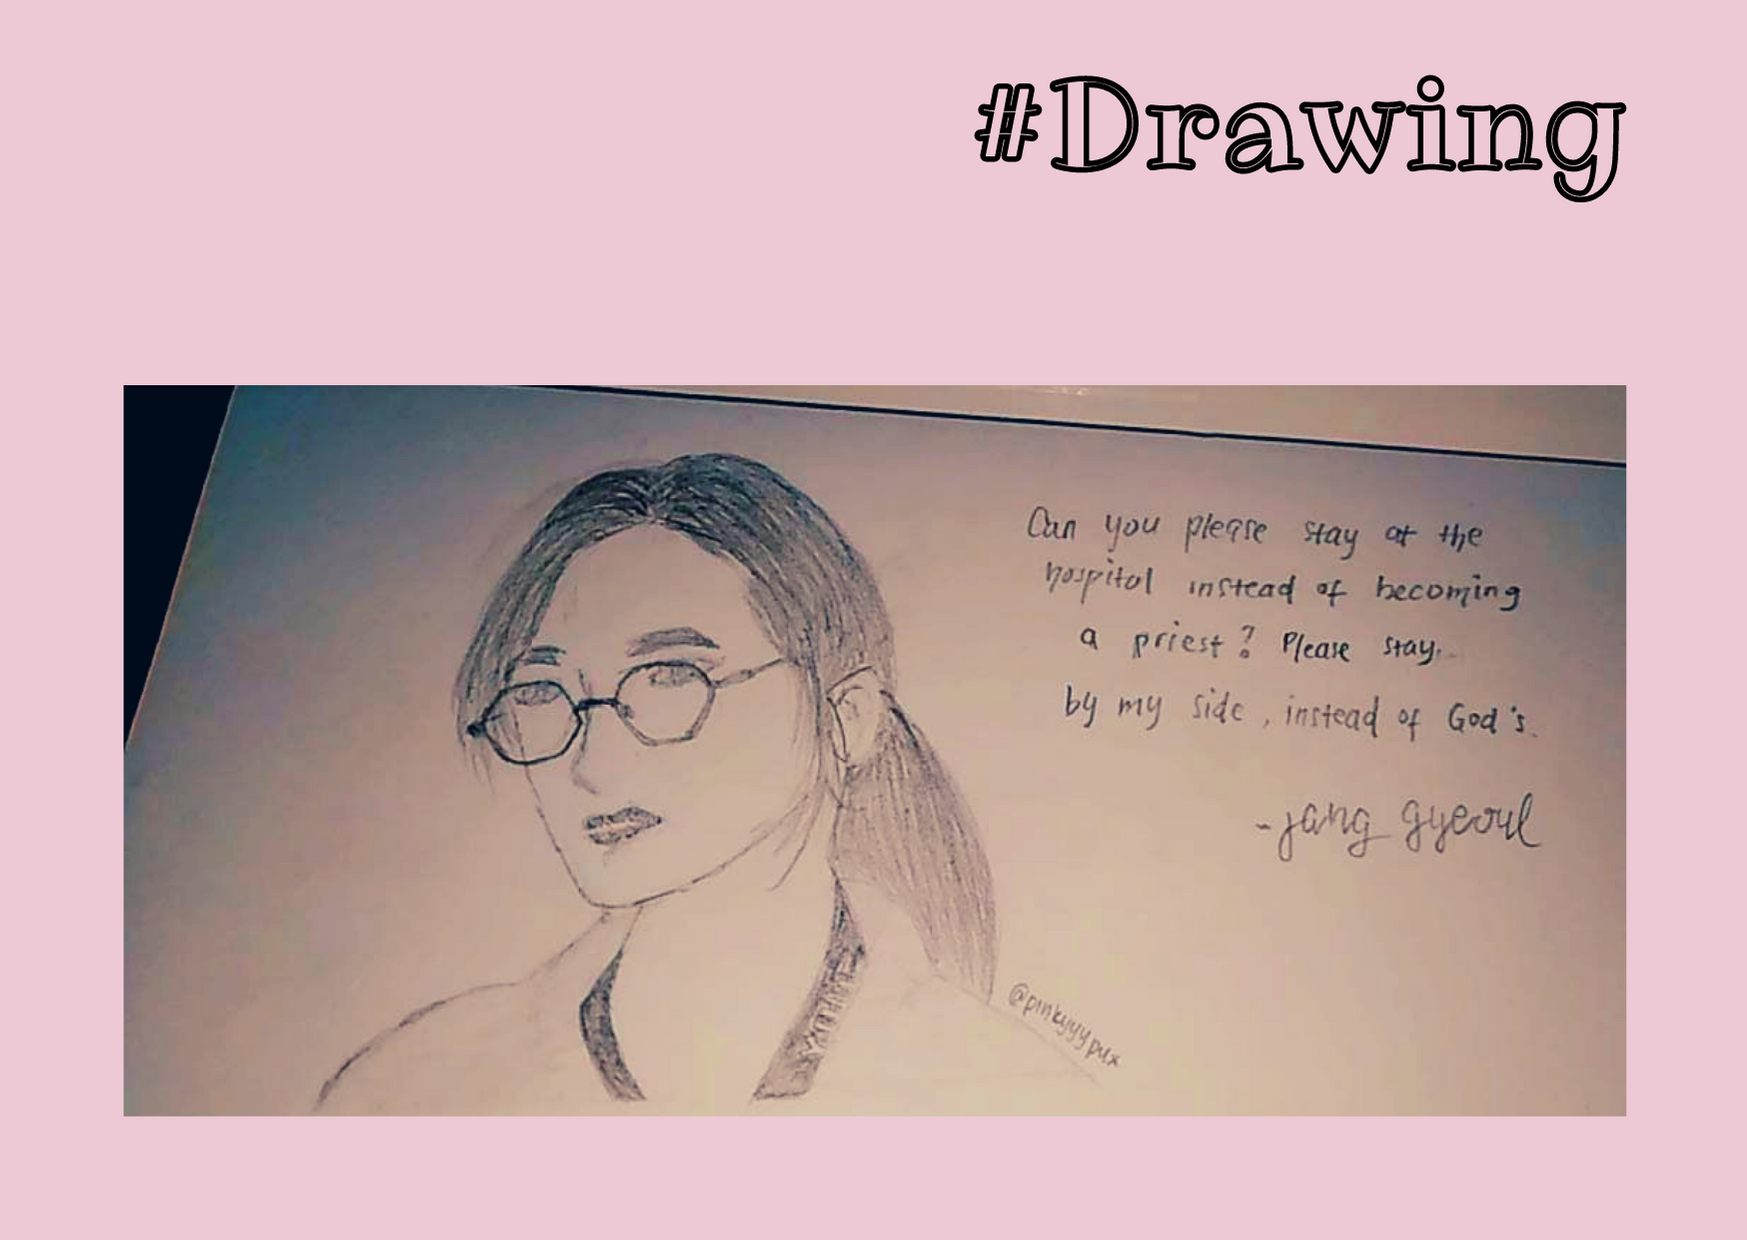 #Drawing
Can you please stay at the
hospital instead of becoming
a priest? Please stay.
by my side, instead of God's.
-jang gyeoul
@pinkyyypux